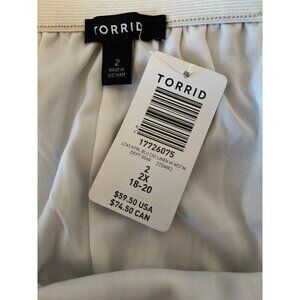 TORRID
2
MADE IN
VIETNAM
TORRID
17726075
2
2X
18-20
$59.50 USA
$74.50 CAN